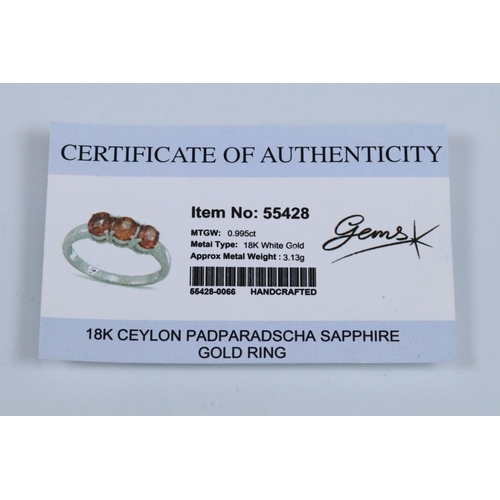 CERTIFICATE OF AUTHENTICITY
Item No: 55428
MTGW: 0.995ct
Metal Type: 18K White Gold
Approx Metal Weight : 3.13g
Gems
55428-0066 HANDCRAFTED
18K CEYLON PADPARADSCHA SAPPHIRE
GOLD RING